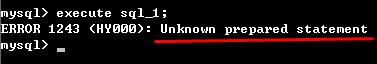 mysql> execute sql_1;
ERROR 1243 (HY000): Unknown prepared statement
mysql> _